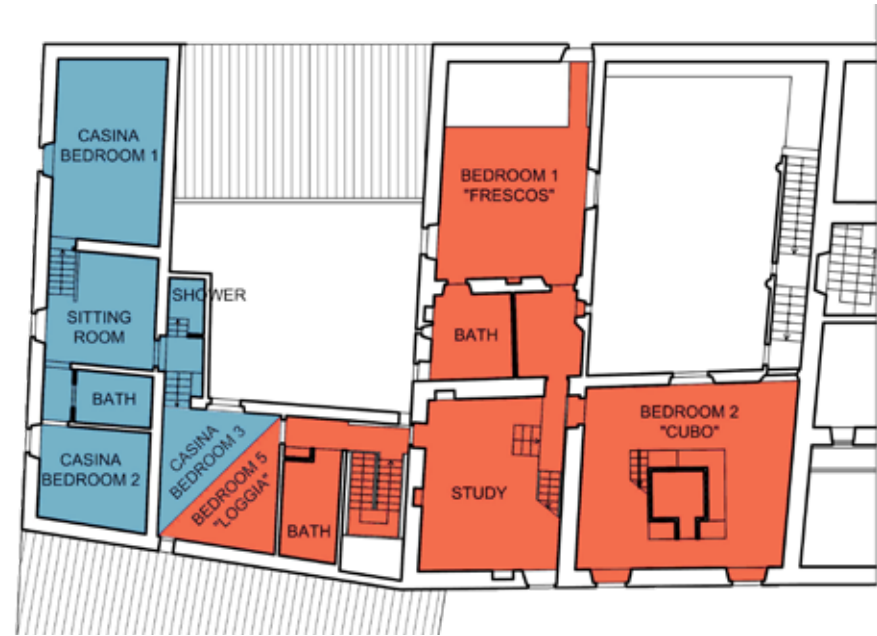 CASINA
BEDROOM 1
BEDROOM 1
"FRESCOS"
SHOWER
SITTING
ROOM
BATH
BATH
CASINA
BEDROOM 2
CASINA
BEDROOM 3
BEDROOM 5
"LOGGIA"
BATH
STUDY
BEDROOM 2
"CUBO"